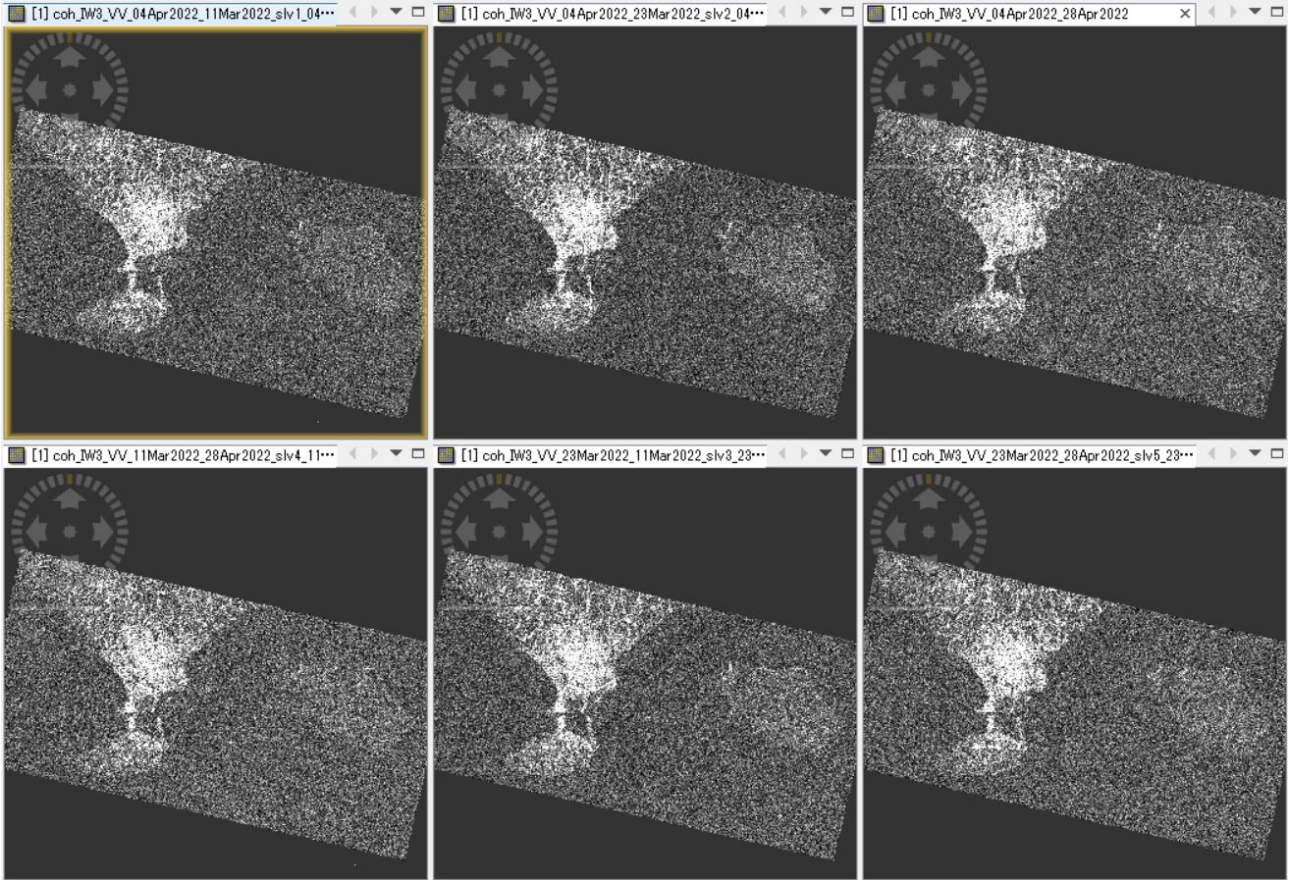 [1] coh_IW3_VV_04Apr2022_11Mar2022_slv1_04...
[1] coh_IW3_VV_04Apr2022_23Mar2022_slv2_04...
[1] coh_IW3_VV_04Apr2022_28Apr2022
[1] coh_IW3_VV_11Mar2022_28Apr2022_slv4_11...
[1] coh_IW3_VV_23Mar2022_11Mar2022_slv3_23...
[1] coh_IW3_VV_23Mar2022_28Apr2022_slv5_23...